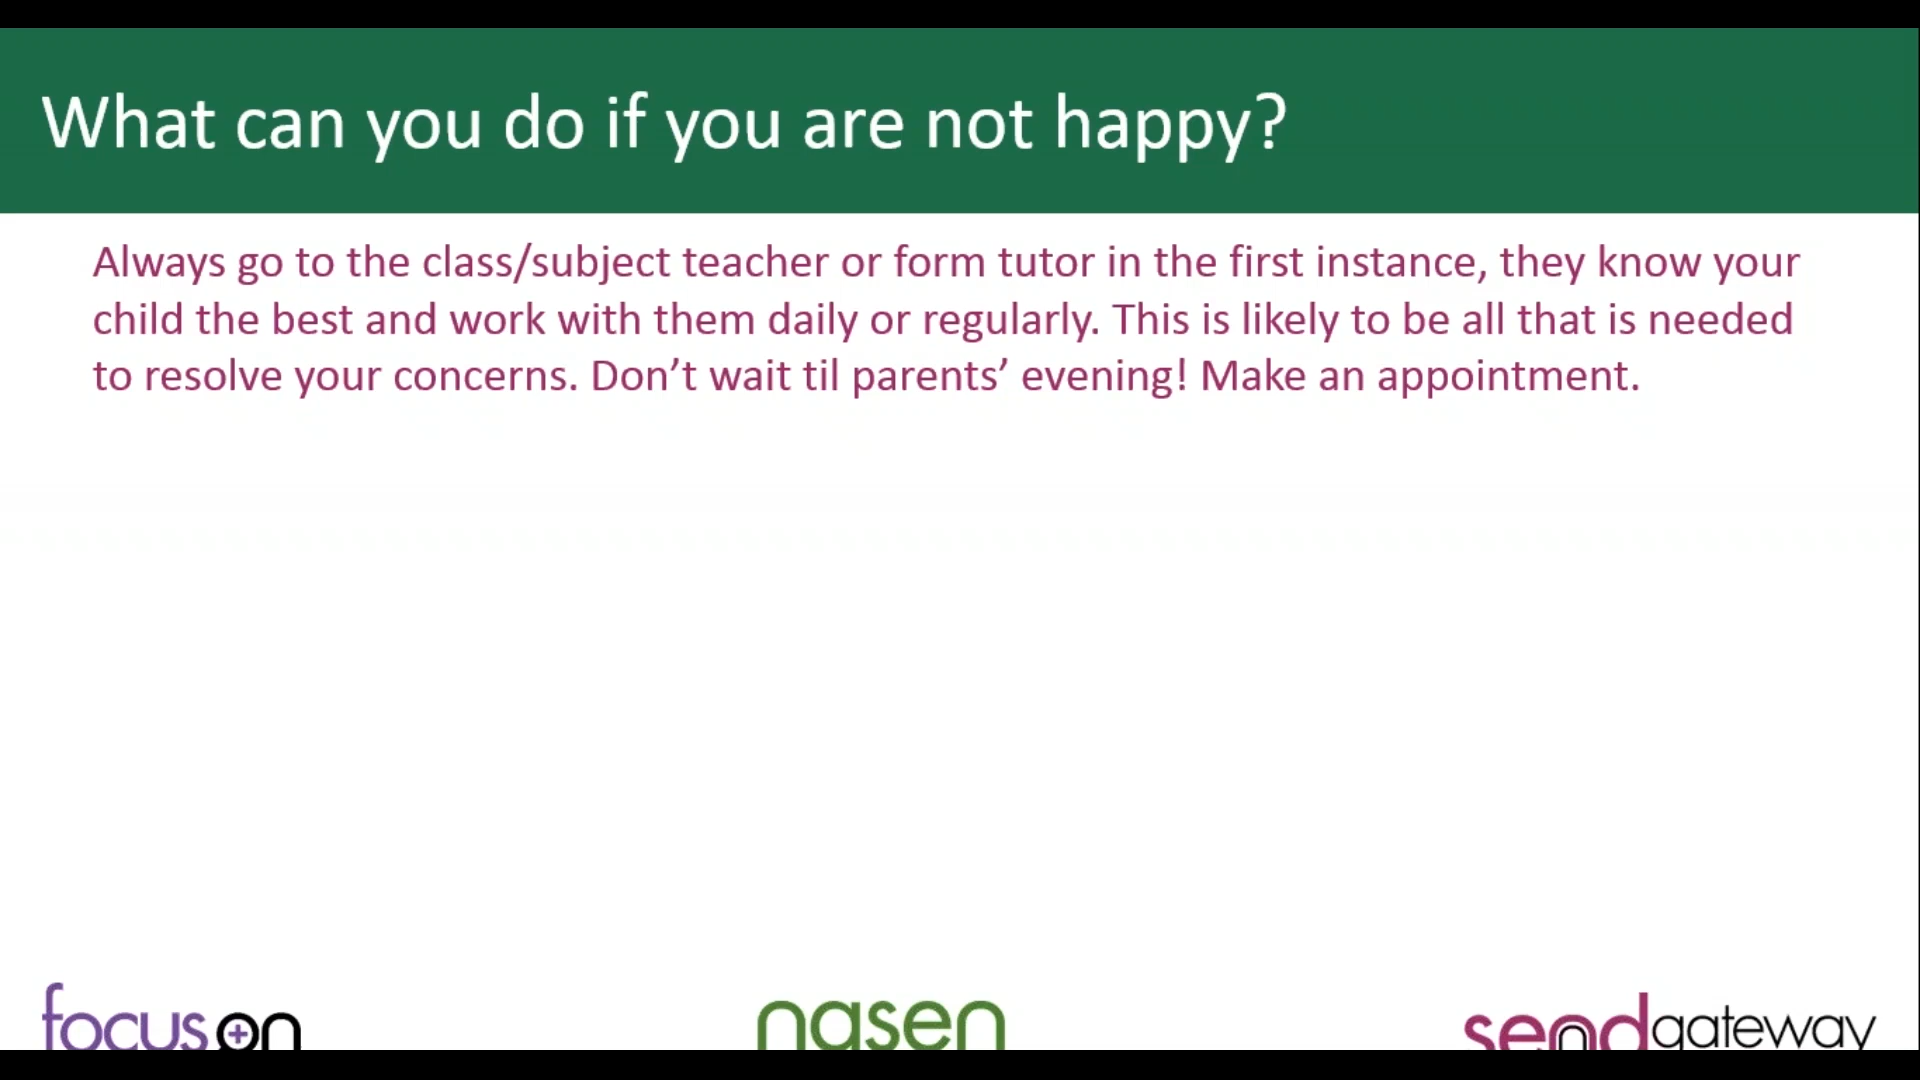 What can you do if you are not happy?
Always go to the class/subject teacher or form tutor in the first instance, they know your
child the best and work with them daily or regularly. This is likely to be all that is needed
to resolve your concerns. Don’t wait til parents’ evening! Make an appointment.
focus on nasen sendgateway